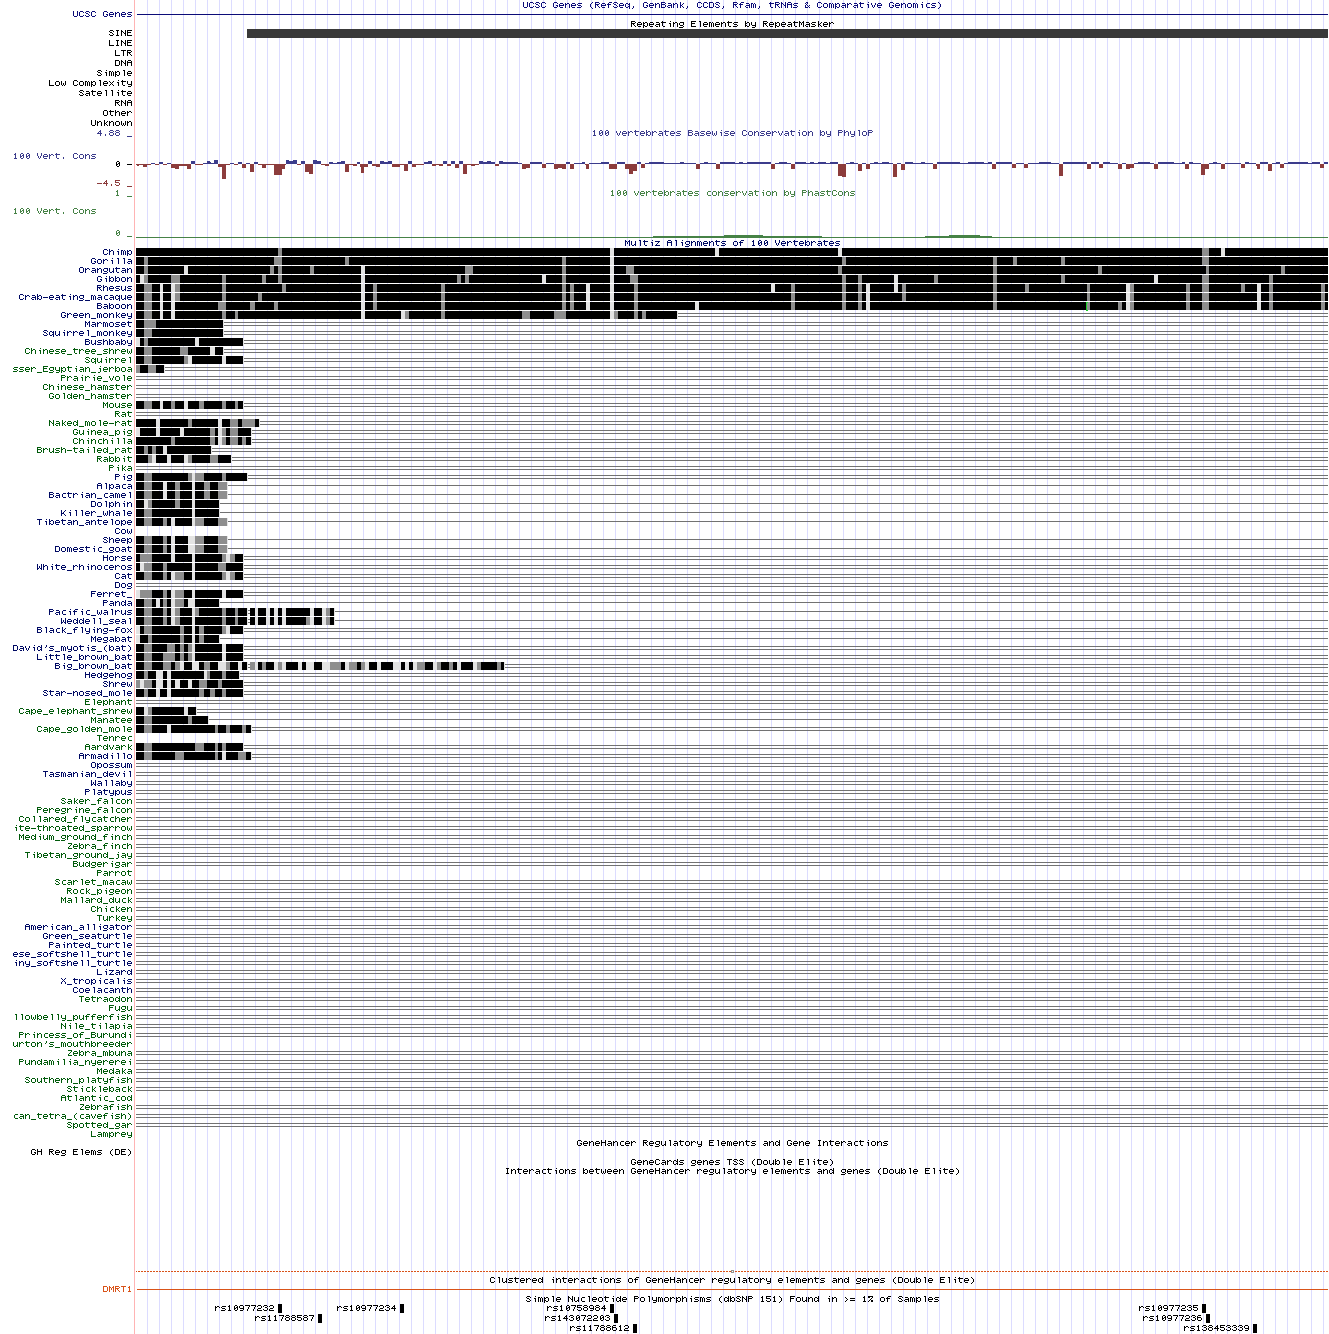 UCSC Genes (RefSeq, GenBank, CCDS, Rfam, tRNAs & Comparative Genomics)
UCSC Genes
Repeating Elements by RepeatMasker
SINE
LINE
LTR
DNA
Simple
Low Complexity
Satellite
RNA
Other
Unknown
4.88 _
100 vertebrates Basewise Conservation by PhyloP
100 Vert. Cons
0 _
-4.5 _
1 _
100 vertebrates conservation by PhastCons
100 Vert. Cons
0 _
Multiz Alignments of 100 Vertebrates
Chimp
Gorilla
Orangutan
Gibbon
Rhesus
Crab-eating_macaque
Baboon
Green_monkey
Marmoset
Squirrel_monkey
Bushbaby
Chinese_tree_shrew
Squirrel
sser_Egyptian_jerboa
Prairie_vole
Chinese_hamster
Golden_hamster
Mouse
Rat
Naked_mole-rat
Guinea_pig
Chinchilla
Brush-tailed_rat
Rabbit
Pika
Pig
Alpaca
Bactrian_camel
Dolphin
Killer_whale
Tibetan_antelope
Cow
Sheep
Domestic_goat
Horse
White_rhinoceros
Cat
Dog
Ferret_
Panda
Pacific_walrus
Weddell_seal
Black_flying-fox
Megabat
David's_myotis_(bat)
Little_brown_bat
Big_brown_bat
Hedgehog
Shrew
Star-nosed_mole
Elephant
Cape_elephant_shrew
Manatee
Cape_golden_mole
Tenrec
Aardvark
Armadillo
Opossum
Tasmanian_devil
Wallaby
Platypus
Saker_falcon
Peregrine_falcon
Collared_flycatcher
ite-throated_sparrow
Medium_ground_finch
Zebra_finch
Tibetan_ground_jay
Budgerigar
Parrot
Scarlet_macaw
Rock_pigeon
Mallard_duck
Chicken
Turkey
American_alligator
Green_seaturtle
Painted_turtle
ese_softshell_turtle
iny_softshell_turtle
Lizard
X_tropicalis
Coelacanth
Tetraodon
Fugu
llowbelly_pufferfish
Nile_tilapia
Princess_of_Burundi
urton's_mouthbreeder
Zebra_mbuna
Pundamilia_nyererei
Medaka
Southern_platyfish
Stickleback
Atlantic_cod
Zebrafish
can_tetra_(cavefish)
Spotted_gar
Lamprey
GeneHancer Regulatory Elements and Gene Interactions
GH Reg Elems (DE)
GeneCards genes TSS (Double Elite)
Interactions between GeneHancer regulatory elements and genes (Double Elite)
Clustered interactions of GeneHancer regulatory elements and genes (Double Elite)
DMRT1
Simple Nucleotide Polymorphisms (dbSNP 151) Found in >= 1% of Samples
rs10977232 rs10977234 rs10758984 rs10977235
rs11788587 rs143072203 rs10977236
rs11788612 rs138453339